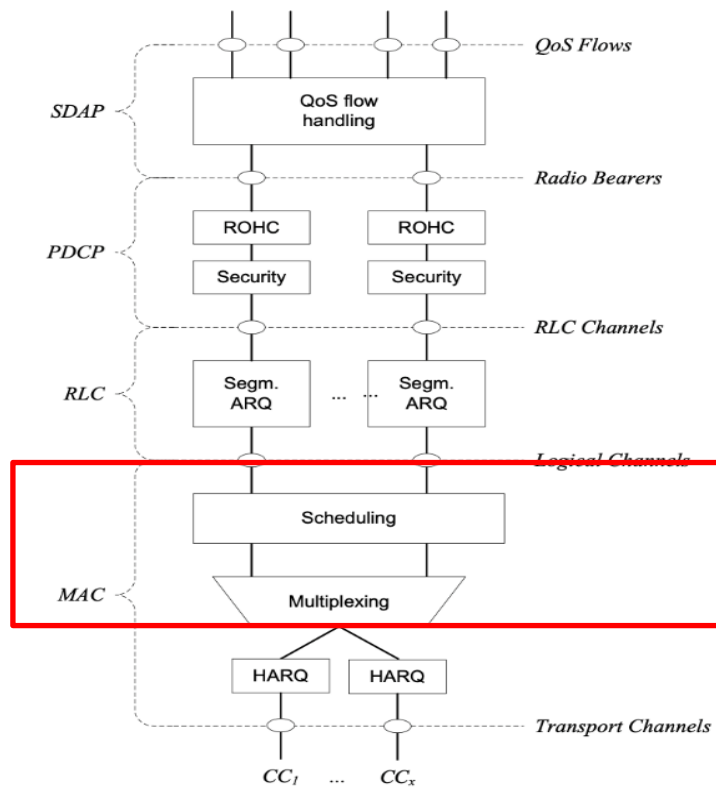 QoS Flows
QoS flow
handling
SDAP
Radio Bearers
ROHC
ROHC
PDCP
Security
Security
RLC Channels
Segm.
ARQ
... ...
Segm.
ARQ
RLC
Logical Channels
Scheduling
MAC
Multiplexing
HARQ
HARQ
Transport Channels
CC1 ... CCx